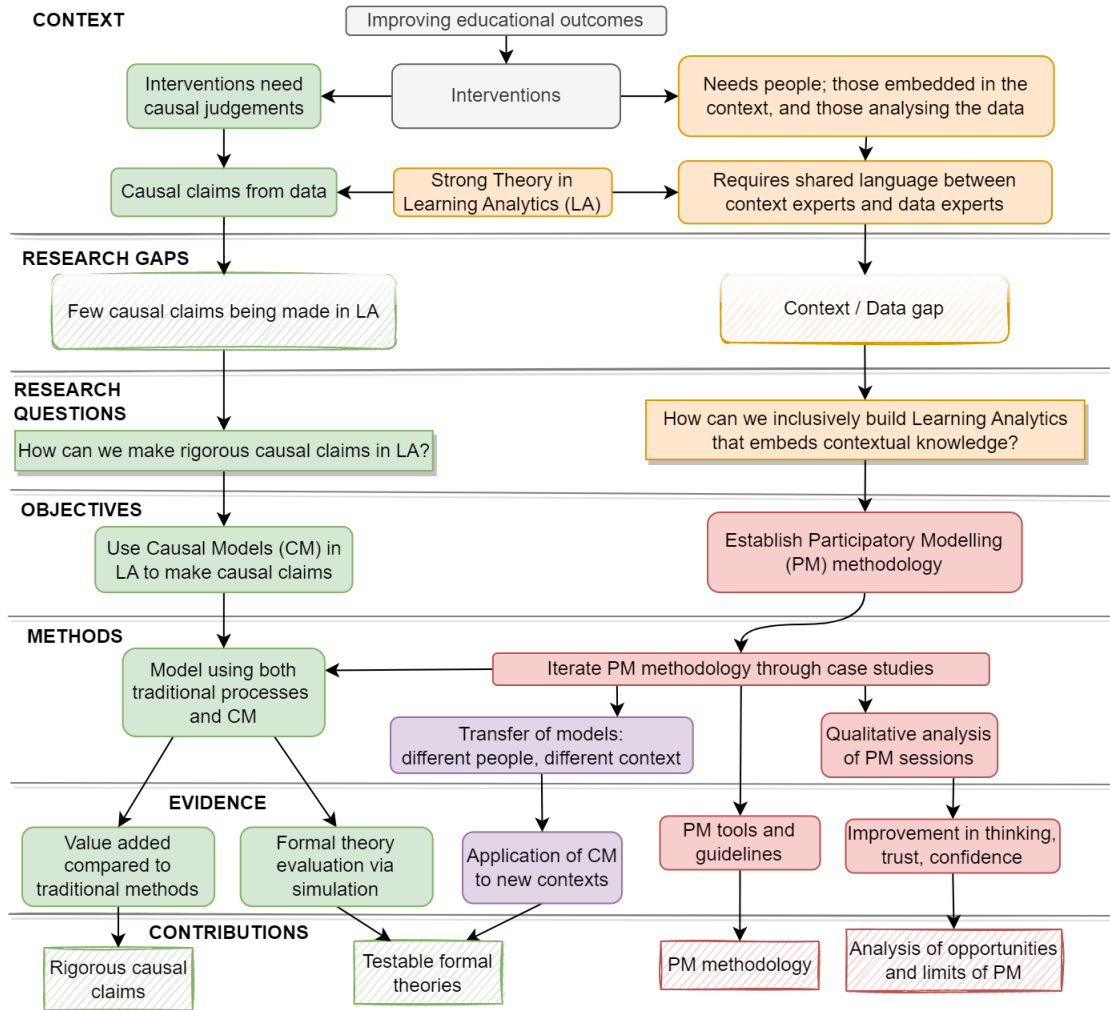 CONTEXT
Improving educational outcomes
Interventions need
causal judgements
Interventions
Needs people; those embedded in the
context, and those analysing the data
Causal claims from data
Strong Theory in
Learning Analytics (LA)
Requires shared language between
context experts and data experts
RESEARCH GAPS
Few causal claims being made in LA
Context / Data gap
RESEARCH
QUESTIONS
How can we make rigorous causal claims in LA?
How can we inclusively build Learning Analytics
that embeds contextual knowledge?
OBJECTIVES
Use Causal Models (CM) in
LA to make causal claims
Establish Participatory Modelling
(PM) methodology
METHODS
Model using both
traditional processes
and CM
Iterate PM methodology through case studies
Transfer of models:
different people, different context
Qualitative analysis
of PM sessions
EVIDENCE
Value added
compared to
traditional methods
Formal theory
evaluation via
simulation
Application of CM
to new contexts
PM tools and
guidelines
Improvement in thinking,
trust, confidence
CONTRIBUTIONS
Rigorous causal
claims
Testable formal
theories
PM methodology
Analysis of opportunities
and limits of PM